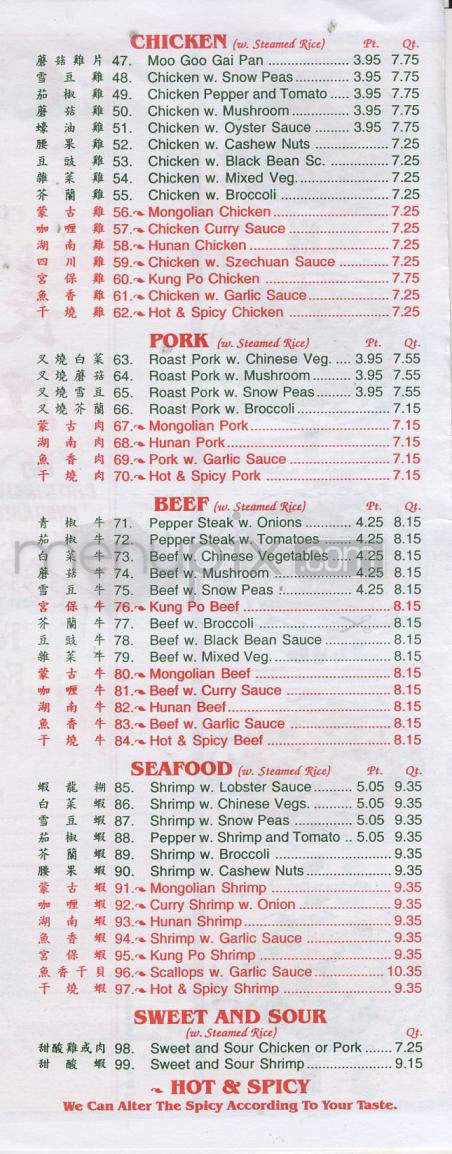 CHICKEN (w. Steamed Rice) Pt. Qt.
蘑菇雞片 47. Moo Goo Gai Pan ..................... 3.95 7.75
雪豆雞 48. Chicken w. Snow Peas............... 3.95 7.75
茄椒雞 49. Chicken Pepper and Tomato ..... 3.95 7.75
蘑菇雞 50. Chicken w. Mushroom............... 3.95 7.75
蠔油雞 51. Chicken w. Oyster Sauce ......... 3.95 7.75
腰果雞 52. Chicken w. Cashew Nuts ................... 7.25
豆豉雞 53. Chicken w. Black Bean Sc. ................ 7.25
雜菜雞 54. Chicken w. Mixed Veg........................ 7.25
芥蘭雞 55. Chicken w. Broccoli ........................... 7.25
蒙古雞 56. Mongolian Chicken.............................. 7.25
咖喱雞 57. Chicken Curry Sauce .......................... 7.25
湖南雞 58. Hunan Chicken .................................... 7.25
四川雞 59. Chicken w. Szechuan Sauce .............. 7.25
宮保雞 60. Kung Po Chicken ................................ 7.75
魚香雞 61. Chicken w. Garlic Sauce..................... 7.25
干燒雞 62. Hot & Spicy Chicken .......................... 7.25
PORK (w. Steamed Rice) Pt. Qt.
叉燒白菜 63. Roast Pork w. Chinese Veg. .... 3.95 7.55
叉燒蘑菇 64. Roast Pork w. Mushroom.......... 3.95 7.55
叉燒雪豆 65. Roast Pork w. Snow Peas.......... 3.95 7.55
叉燒芥蘭 66. Roast Pork w. Broccoli........................ 7.15
蒙古肉 67. Mongolian Pork.................................... 7.15
湖南肉 68. Hunan Pork.......................................... 7.15
魚香肉 69. Pork w. Garlic Sauce.......................... 7.15
干燒肉 70. Hot & Spicy Pork ................................ 7.15
BEEF (w. Steamed Rice) Pt. Qt.
青椒牛 71. Pepper Steak w. Onions ............ 4.25 8.15
茄椒牛 72. Pepper Steak w. Tomatoes ........ 4.25 8.15
白菜牛 73. Beef w. Chinese Vegetables ...... 4.25 8.15
蘑菇牛 74. Beef w. Mushroom .................... 4.25 8.15
雪豆牛 75. Beef w. Snow Peas ................... 4.25 8.15
宮保牛 76. Kung Po Beef ...................................... 8.15
芥蘭牛 77. Beef w. Broccoli .................................. 8.15
豆豉牛 78. Beef w. Black Bean Sauce.................. 8.15
雜菜牛 79. Beef w. Mixed Veg............................... 8.15
蒙古牛 80. Mongolian Beef ................................... 8.15
咖喱牛 81. Beef w. Curry Sauce ........................... 8.15
湖南牛 82. Hunan Beef.......................................... 8.15
魚香牛 83. Beef w. Garlic Sauce .......................... 8.15
干燒牛 84. Hot & Spicy Beef ................................ 8.15
menupix.com
SEAFOOD (w. Steamed Rice) Pt. Qt.
蝦龍糊 85. Shrimp w. Lobster Sauce.......... 5.05 9.35
白菜蝦 86. Shrimp w. Chinese Vegs. .......... 5.05 9.35
雪豆蝦 87. Shrimp w. Snow Peas .............. 5.05 9.35
茄椒蝦 88. Pepper w. Shrimp and Tomato .. 5.05 9.35
芥蘭蝦 89. Shrimp w. Broccoli .............................. 9.35
腰果蝦 90. Shrimp w. Cashew Nuts...................... 9.35
蒙古蝦 91. Mongolian Shrimp ............................... 9.35
咖喱蝦 92. Curry Shrimp w. Onion ........................ 9.35
湖南蝦 93. Hunan Shrimp...................................... 9.35
魚香蝦 94. Shrimp w. Garlic Sauce ....................... 9.35
宮保蝦 95. Kung Po Shrimp .................................. 9.35
魚香干貝 96. Scallops w. Garlic Sauce................... 10.35
干燒蝦 97. Hot & Spicy Shrimp ............................ 9.35
SWEET AND SOUR
(w. Steamed Rice) Qt.
甜酸雞或肉 98. Sweet and Sour Chicken or Pork ....... 7.25
甜酸蝦 99. Sweet and Sour Shrimp....................... 9.15
HOT & SPICY
We Can Alter The Spicy According To Your Taste.